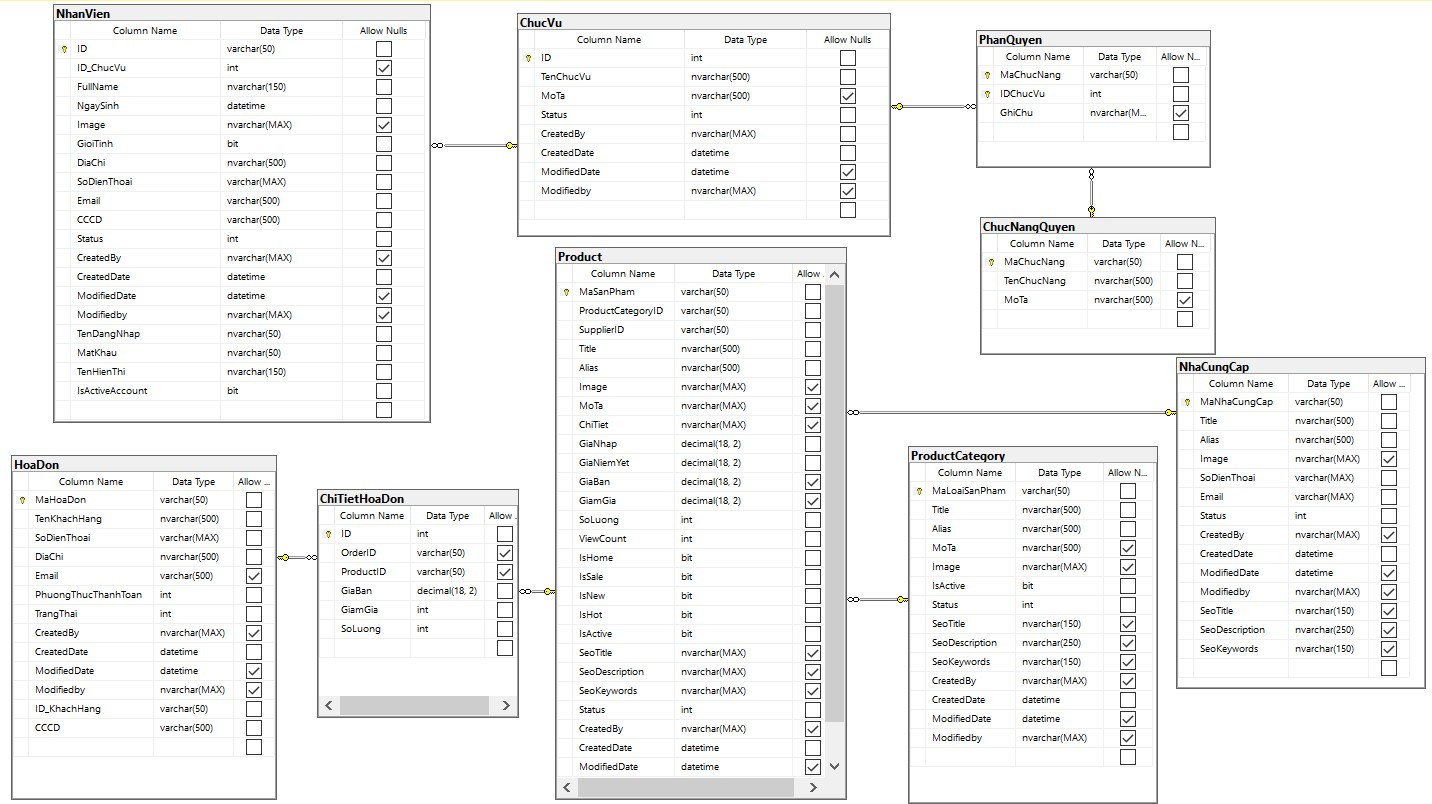 NhanVien
Column Name Data Type Allow Nulls
ID varchar(50)
ID_ChucVu int
FullName nvarchar(150)
NgaySinh datetime
Image nvarchar(MAX)
GioiTinh bit
DiaChi nvarchar(500)
SoDienThoai varchar(MAX)
Email varchar(500)
CCCD varchar(500)
Status int
CreatedBy nvarchar(MAX)
CreatedDate datetime
ModifiedDate datetime
Modifiedby nvarchar(MAX)
TenDangNhap nvarchar(50)
MatKhau nvarchar(50)
TenHienThi nvarchar(150)
IsActiveAccount bit
ChucVu
Column Name Data Type Allow Nulls
ID int
TenChucVu nvarchar(500)
MoTa nvarchar(500)
Status int
CreatedBy nvarchar(MAX)
CreatedDate datetime
ModifiedDate datetime
Modifiedby nvarchar(MAX)
PhanQuyen
Column Name Data Type Allow N...
MaChucNang varchar(50)
IDChucVu int
GhiChu nvarchar(M...
ChucNangQuyen
Column Name Data Type Allow N...
MaChucNang varchar(50)
TenChucNang nvarchar(500)
MoTa nvarchar(500)
Product
Column Name Data Type Allow .
MaSanPham varchar(50)
ProductCategoryID varchar(50)
SupplierID varchar(50)
Title nvarchar(500)
Alias nvarchar(500)
Image nvarchar(MAX)
MoTa nvarchar(MAX)
ChiTiet nvarchar(MAX)
GiaNhap decimal(18, 2)
GiaNiemYet decimal(18, 2)
GiaBan decimal(18, 2)
GiamGia decimal(18, 2)
SoLuong int
ViewCount int
IsHome bit
IsSale bit
IsNew bit
IsHot bit
IsActive bit
SeoTitle nvarchar(MAX)
SeoDescription nvarchar(MAX)
SeoKeywords nvarchar(MAX)
Status int
CreatedBy nvarchar(MAX)
CreatedDate datetime
ModifiedDate datetime
NhaCungCap
Column Name Data Type Allow ...
MaNhaCungCap varchar(50)
Title nvarchar(500)
Alias nvarchar(500)
Image nvarchar(MAX)
SoDienThoai varchar(MAX)
Email varchar(MAX)
Status int
CreatedBy nvarchar(MAX)
CreatedDate datetime
ModifiedDate datetime
Modifiedby nvarchar(MAX)
SeoTitle nvarchar(150)
SeoDescription nvarchar(250)
SeoKeywords nvarchar(150)
ProductCategory
Column Name Data Type Allow N...
MaLoaiSanPham varchar(50)
Title nvarchar(500)
Alias nvarchar(500)
MoTa nvarchar(500)
Image nvarchar(MAX)
IsActive bit
Status int
SeoTitle nvarchar(150)
SeoDescription nvarchar(250)
SeoKeywords nvarchar(150)
CreatedBy nvarchar(MAX)
CreatedDate datetime
ModifiedDate datetime
Modifiedby nvarchar(MAX)
HoaDon
Column Name Data Type Allow ...
MaHoaDon varchar(50)
TenKhachHang nvarchar(500)
SoDienThoai varchar(MAX)
DiaChi nvarchar(500)
Email varchar(500)
PhuongThucThanhToan int
TrangThai int
CreatedBy nvarchar(MAX)
CreatedDate datetime
ModifiedDate datetime
Modifiedby nvarchar(MAX)
ID_KhachHang varchar(50)
CCCD varchar(500)
ChiTietHoaDon
Column Name Data Type Allow .
ID int
OrderID varchar(50)
ProductID varchar(50)
GiaBan decimal(18, 2)
GiamGia int
SoLuong int